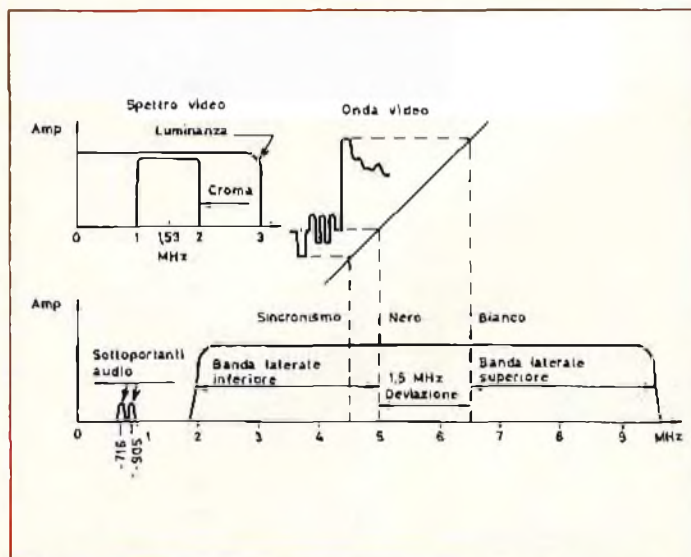 Spettro video
Onda video
Amp
Luminanza
Croma
0 1 1,53 2 3
MHz
Amp
Sincronismo
Nero
Bianco
Sottoportanti
audio
Banda laterale
inferiore
1,5 MHz
Deviazione
Banda laterale
superiore
0 1 2 3 4 5 6 7 8 9 MHz